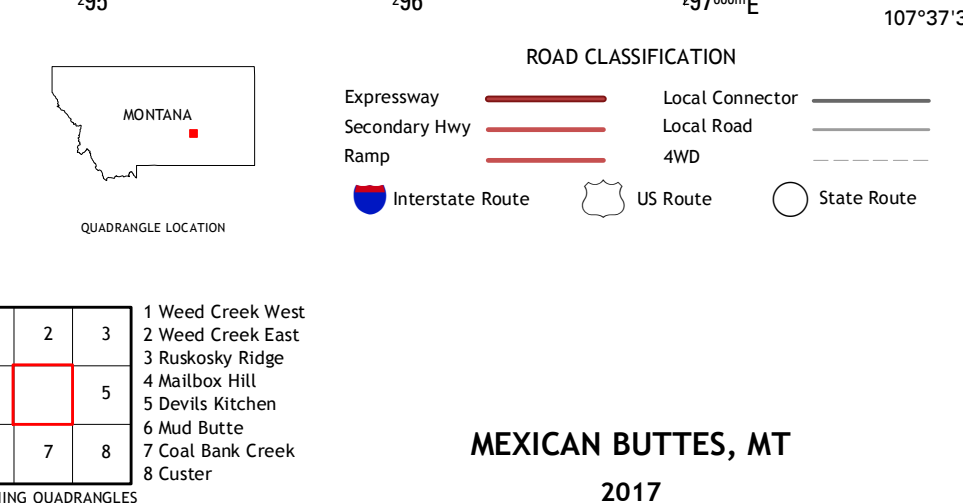 ²95 ²96 ²97⁰⁰⁰ᵐE
107°37'3
ROAD CLASSIFICATION
MONTANA
QUADRANGLE LOCATION
Expressway
Secondary Hwy
Ramp
Local Connector
Local Road
4WD
Interstate Route
US Route
State Route
2 3
5
7 8
1 Weed Creek West
2 Weed Creek East
3 Ruskosky Ridge
4 Mailbox Hill
5 Devils Kitchen
6 Mud Butte
7 Coal Bank Creek
8 Custer
NING QUADRANGLES
MEXICAN BUTTES, MT
2017